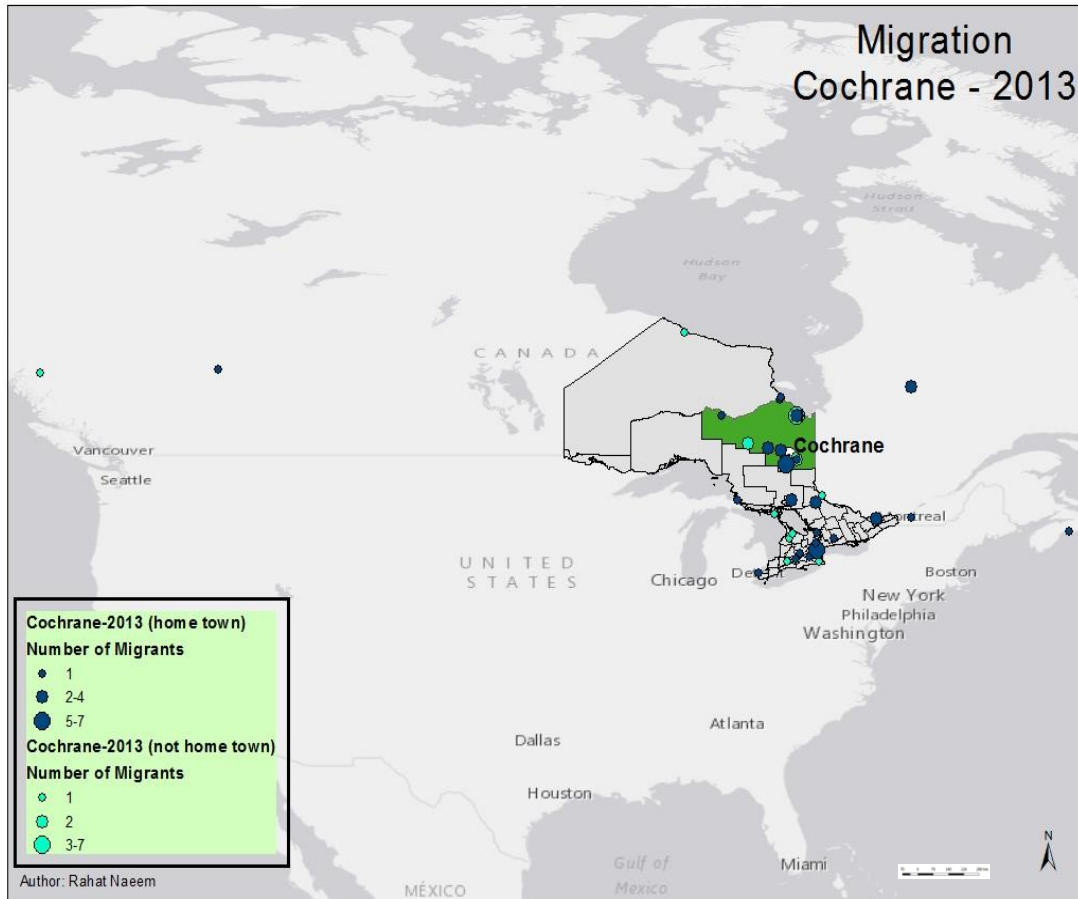 Migration
Cochrane - 2013
Hudson
Strait
Hudson
Bay
CANADA
Vancouver
Seattle
Cochrane
UNITED
STATES
Chicago
Boston
New York
Philadelphia
Washington
Atlanta
Dallas
Houston
Miami
Gulf of
Mexico
MÉXICO
Cochrane-2013 (home town)
Number of Migrants
1
2-4
5-7
Cochrane-2013 (not home town)
Number of Migrants
1
2
3-7
Author: Rahat Naeem
N